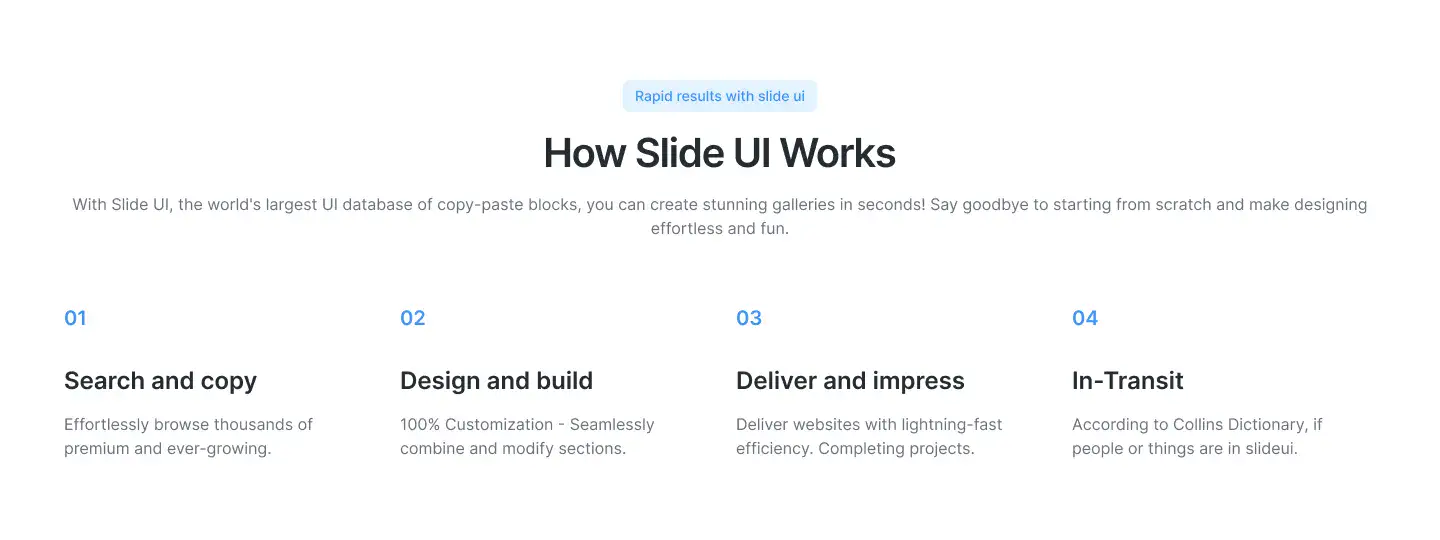 Rapid results with slide ui
How Slide UI Works
With Slide UI, the world's largest UI database of copy-paste blocks, you can create stunning galleries in seconds! Say goodbye to starting from scratch and make designing
effortless and fun.
01
Search and copy
Effortlessly browse thousands of
premium and ever-growing.
02
Design and build
100% Customization - Seamlessly
combine and modify sections.
03
Deliver and impress
Deliver websites with lightning-fast
efficiency. Completing projects.
04
In-Transit
According to Collins Dictionary, if
people or things are in slideui.